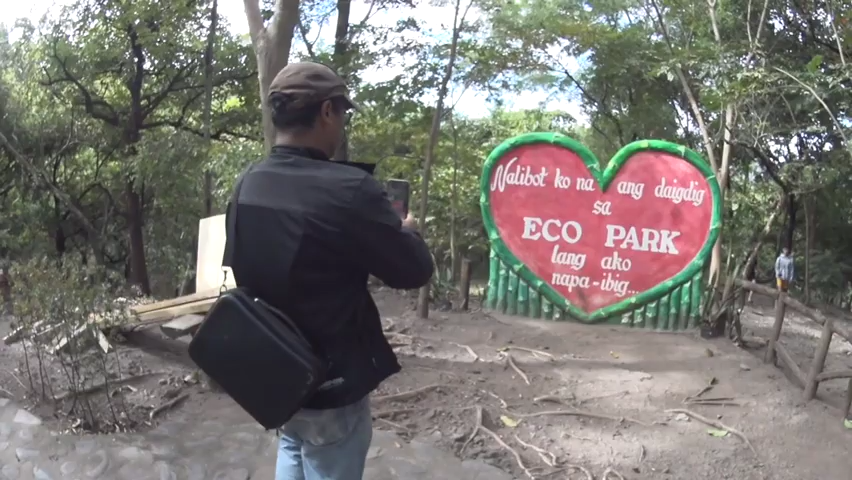 Nalibot ko na ang daigdig
sa
ECO PARK
lang ako
napa-ibig...